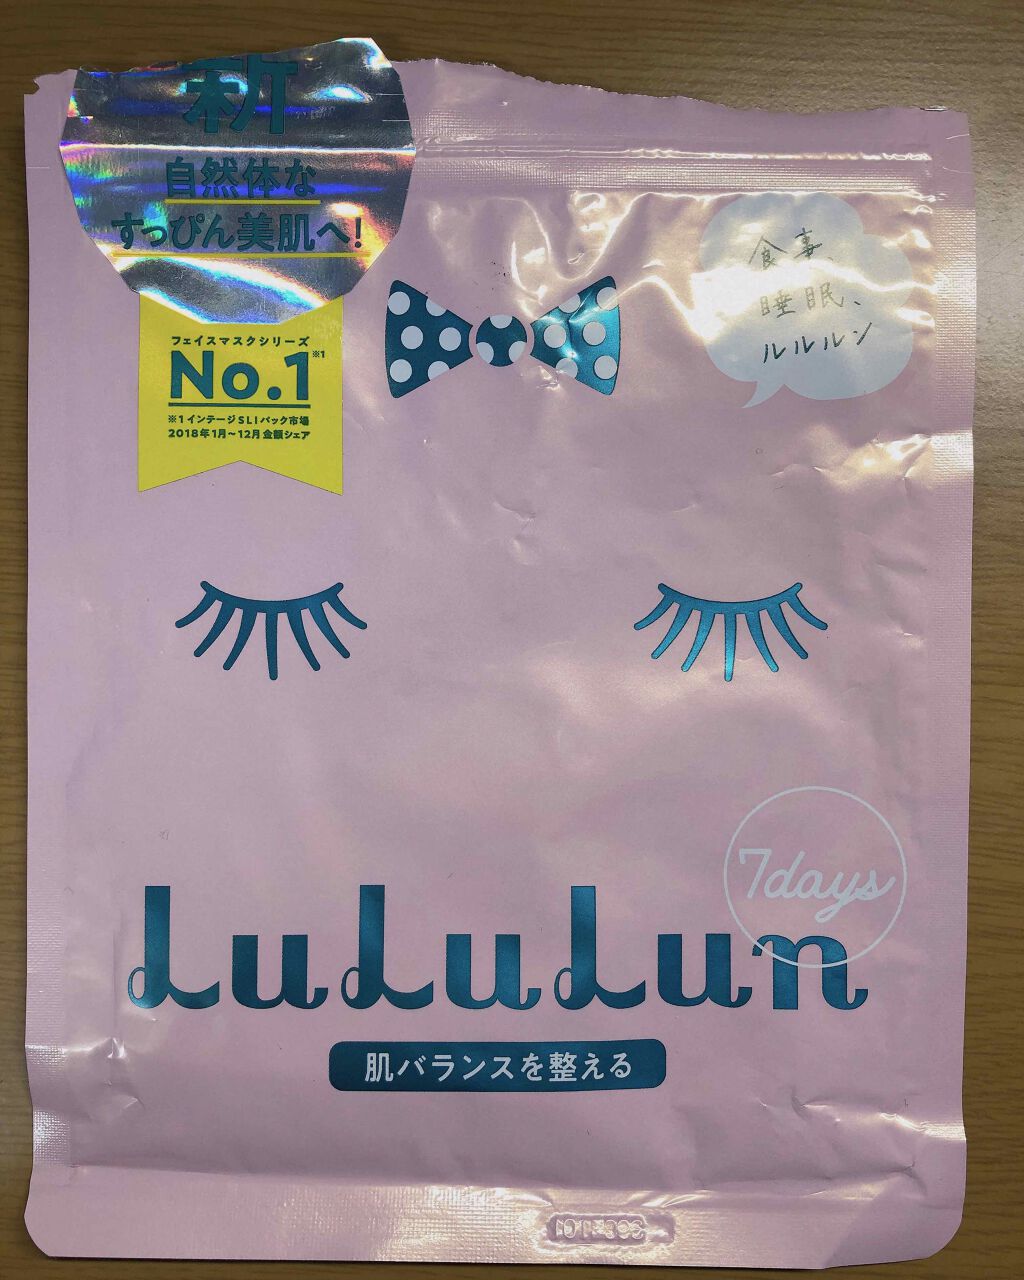 新
自然体な
すっぴん美肌へ!
フェイスマスクシリーズ
No.1※1
※1インテージSLIパック市場
2018年1月〜12月金額シェア
食事、
睡眠、
ルルルン
7days
LuLuLun
肌バランスを整える